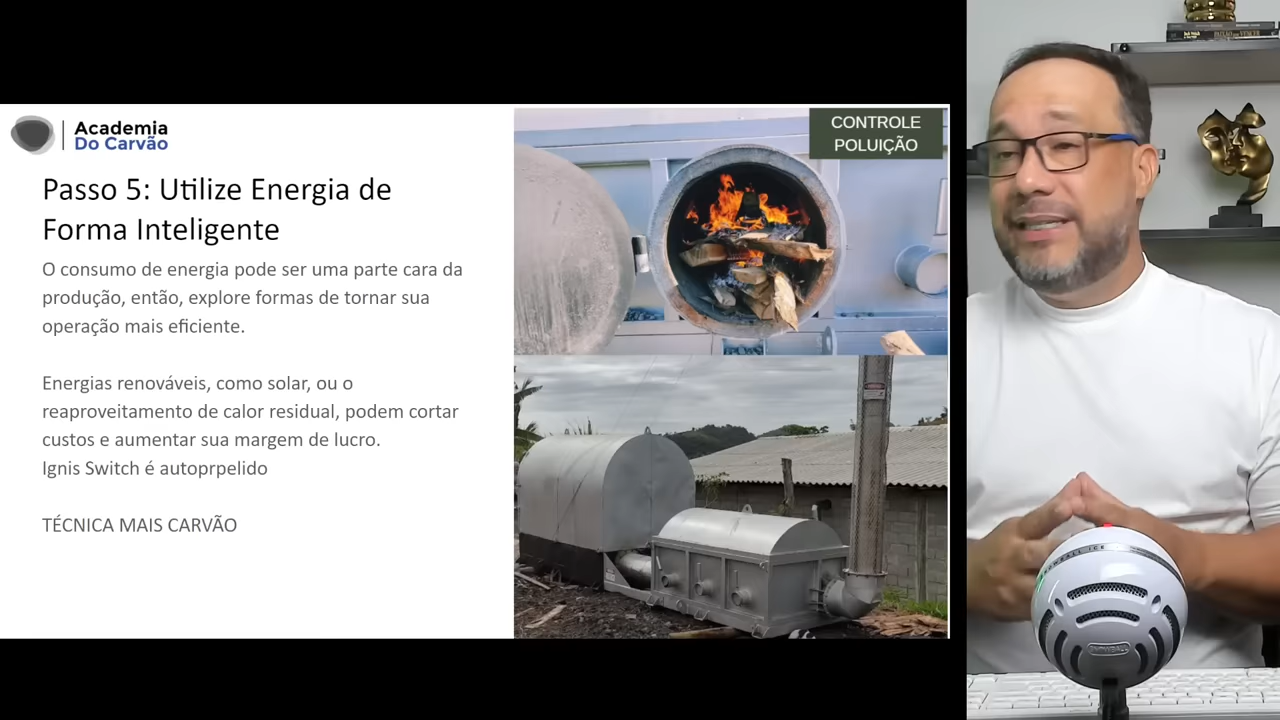 Academia
Do Carvão
CONTROLE
POLUIÇÃO
Passo 5: Utilize Energia de
Forma Inteligente
O consumo de energia pode ser uma parte cara da
produção, então, explore formas de tornar sua
operação mais eficiente.
Energias renováveis, como solar, ou o
reaproveitamento de calor residual, podem cortar
custos e aumentar sua margem de lucro.
Ignis Switch é autoprpelido
TÉCNICA MAIS CARVÃO
SNOWBALL ICE